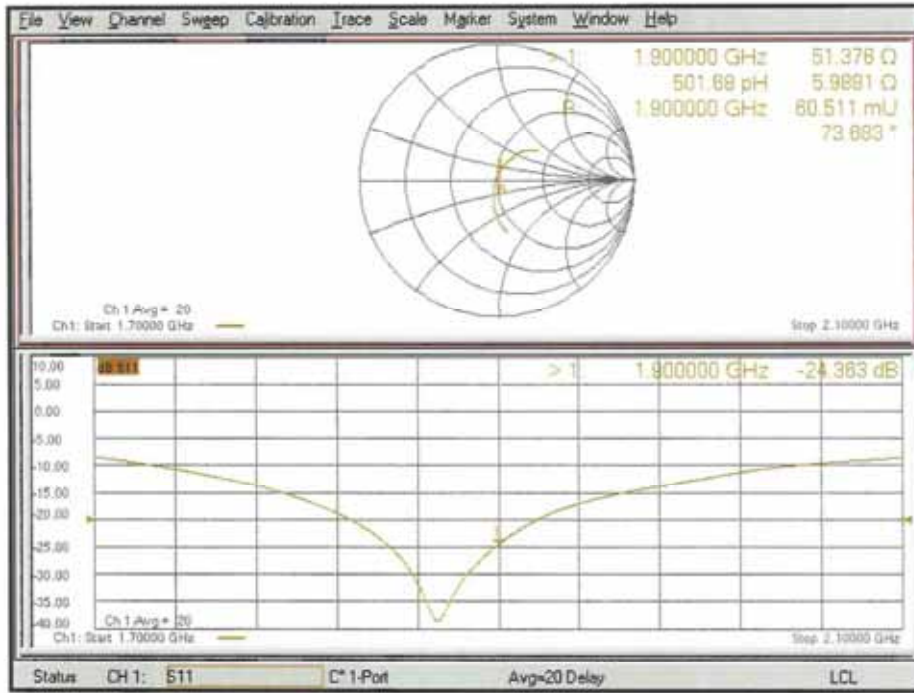 File View Channel Sweep Calibration Trace Scale Marker System Window Help
> 1 1.900000 GHz 51.376 Ω
501.68 pH 5.9891 Ω
1.900000 GHz 60.511 mU
73.683 °
Ch 1 Avg = 20
Ch1: Start 1.70000 GHz
Stop 2.10000 GHz
10.00 dB S11 > 1 1.900000 GHz -24.363 dB
5.00
0.00
-5.00
-10.00
-15.00
-20.00
-25.00
-30.00
-35.00
-40.00
Ch 1 Avg = 20
Ch1: Start 1.70000 GHz
Stop 2.10000 GHz
Status CH 1: S11 C* 1-Port Avg=20 Delay LCL